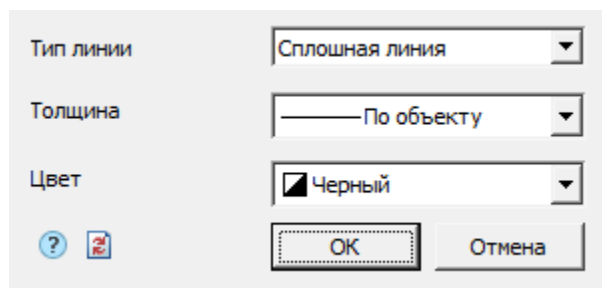 Тип линии Сплошная линия
Толщина По объекту
Цвет Черный
? OK Отмена